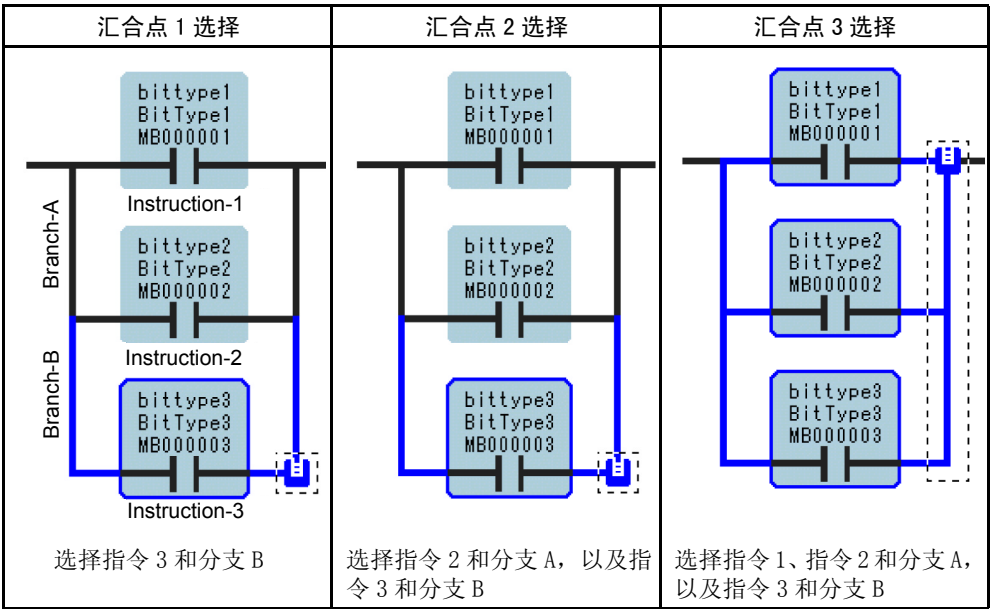 汇合点 1 选择
汇合点 2 选择
汇合点 3 选择
bittype1
BitType1
MB000001
Instruction-1
Branch-A
bittype2
BitType2
MB000002
Instruction-2
Branch-B
bittype3
BitType3
MB000003
Instruction-3
选择指令 3 和分支 B
bittype1
BitType1
MB000001
bittype2
BitType2
MB000002
bittype3
BitType3
MB000003
选择指令 2 和分支 A，以及指
令 3 和分支 B
bittype1
BitType1
MB000001
bittype2
BitType2
MB000002
bittype3
BitType3
MB000003
选择指令 1、指令 2 和分支 A，
以及指令 3 和分支 B